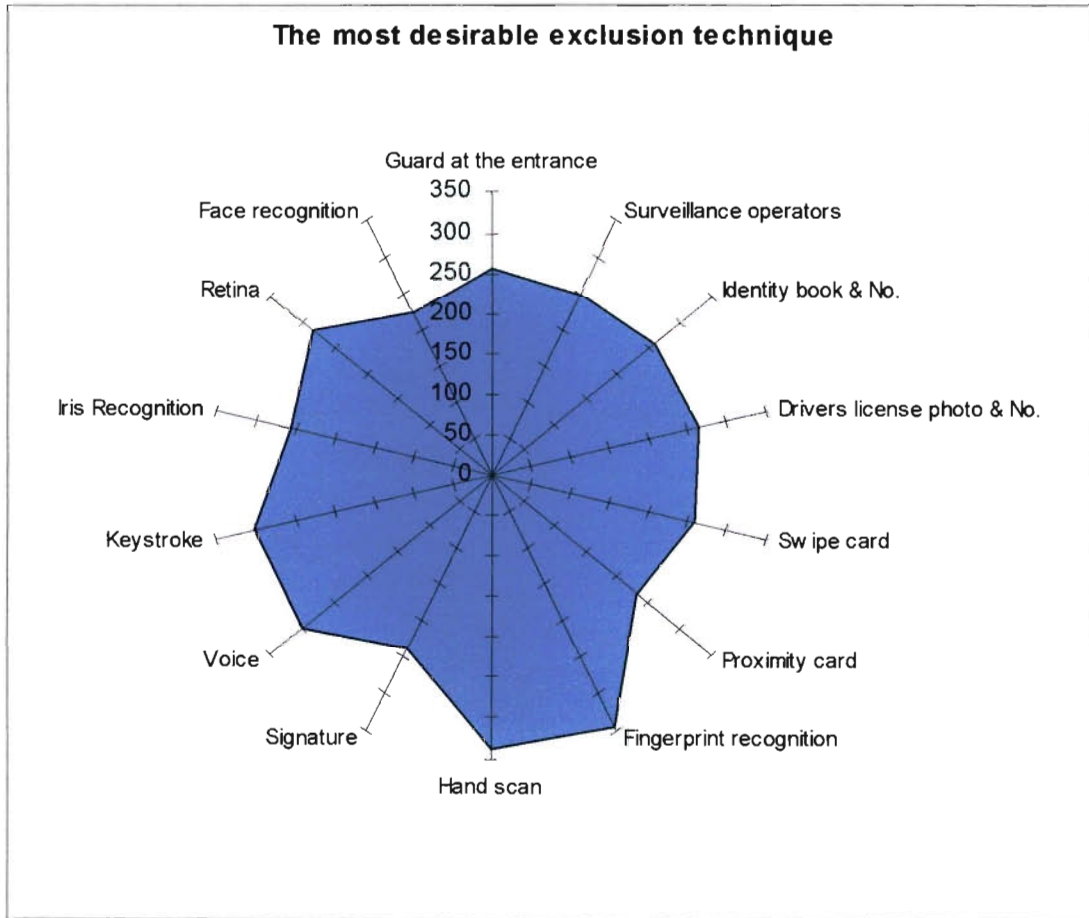 The most desirable exclusion technique
Guard at the entrance
350
300
250
200
150
100
50
0
Surveillance operators
Identity book & No.
Drivers license photo & No.
Swipe card
Proximity card
Fingerprint recognition
Hand scan
Signature
Voice
Keystroke
Iris Recognition
Retina
Face recognition